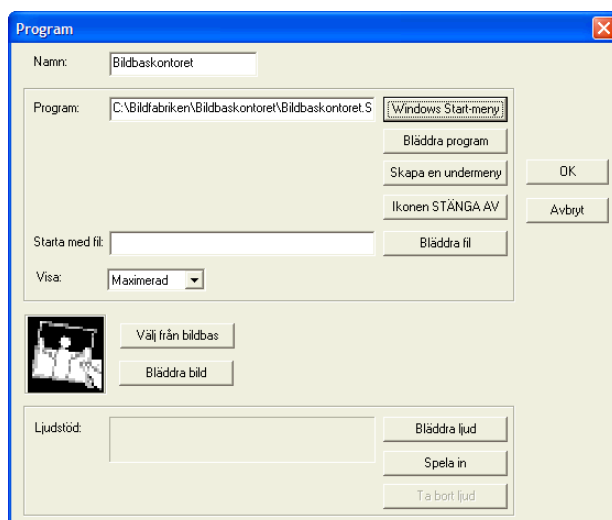 Program
Namn: Bildbaskontoret
Program: C:\Bildfabriken\Bildbaskontoret\Bildbaskontoret.S Windows Start-meny
Bläddra program
Skapa en undermeny OK
Ikonen STÄNGA AV Avbryt
Starta med fil: Bläddra fil
Visa: Maximerad
Välj från bildbas
Bläddra bild
Ljudstöd: Bläddra ljud
Spela in
Ta bort ljud